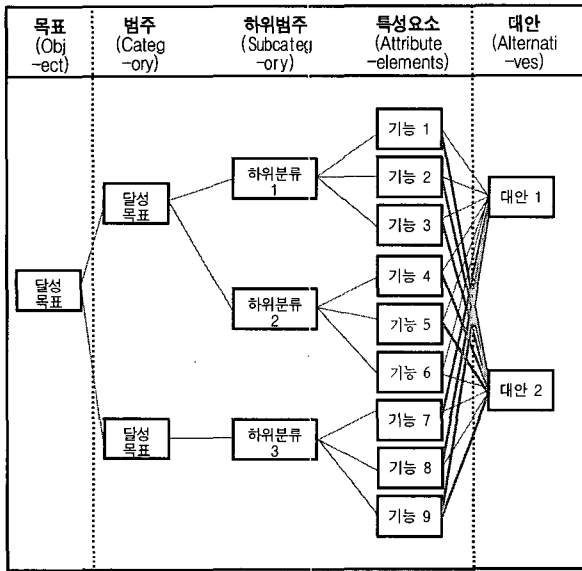 목표
(Obj
-ect)
범주
(Categ
-ory)
하위범주
(Subcateg
-ory)
특성요소
(Attribute
-elements)
대안
(Alternati
-ves)
달성
목표
달성
목표
달성
목표
하위분류
1
하위분류
2
하위분류
3
기능 1
기능 2
기능 3
기능 4
기능 5
기능 6
기능 7
기능 8
기능 9
대안 1
대안 2